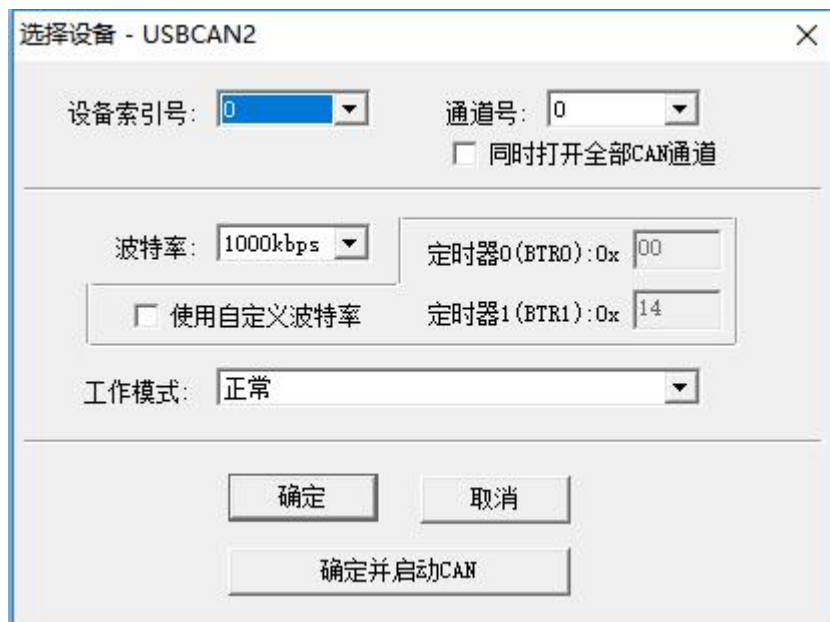 选择设备 - USBCAN2
设备索引号: 0 通道号: 0
同时打开全部CAN通道
波特率: 1000kbps 定时器0(BTR0):0x 00
使用自定义波特率 定时器1(BTR1):0x 14
工作模式: 正常
确定 取消
确定并启动CAN